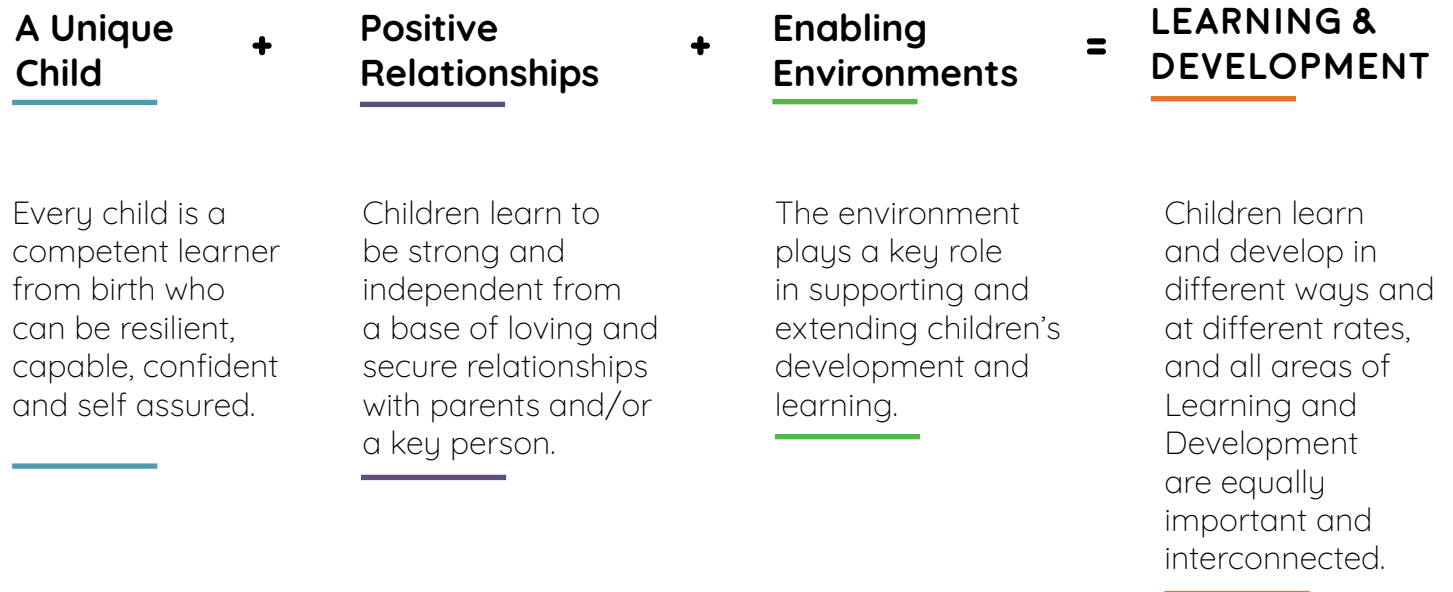 A Unique
Child
+
Positive
Relationships
+
Enabling
Environments
=
LEARNING &
DEVELOPMENT
Every child is a
competent learner
from birth who
can be resilient,
capable, confident
and self assured.
Children learn to
be strong and
independent from
a base of loving and
secure relationships
with parents and/or
a key person.
The environment
plays a key role
in supporting and
extending children’s
development and
learning.
Children learn
and develop in
different ways and
at different rates,
and all areas of
Learning and
Development
are equally
important and
interconnected.